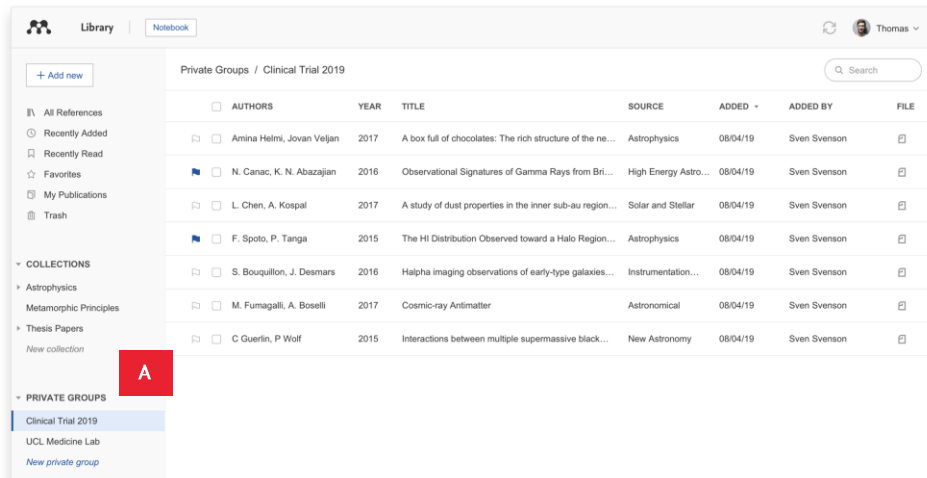 Library Notebook Thomas
+ Add new
Private Groups / Clinical Trial 2019
Search
All References
Recently Added
Recently Read
Favorites
My Publications
Trash
COLLECTIONS
Astrophysics
Metamorphic Principles
Thesis Papers
New collection
A
PRIVATE GROUPS
Clinical Trial 2019
UCL Medicine Lab
New private group
AUTHORS YEAR TITLE SOURCE ADDED ADDED BY FILE
Amina Helmi, Jovan Veljan 2017 A box full of chocolates: The rich structure of the ne... Astrophysics 08/04/19 Sven Svenson
N. Canac, K. N. Abazajian 2016 Observational Signatures of Gamma Rays from Bri... High Energy Astro... 08/04/19 Sven Svenson
L. Chen, A. Kospal 2017 A study of dust properties in the inner sub-au region... Solar and Stellar 08/04/19 Sven Svenson
F. Spoto, P. Tanga 2015 The HI Distribution Observed toward a Halo Region... Astrophysics 08/04/19 Sven Svenson
S. Bouquillon, J. Desmars 2016 Halpha imaging observations of early-type galaxies... Instrumentation... 08/04/19 Sven Svenson
M. Fumagalli, A. Boselli 2017 Cosmic-ray Antimatter Astronomical 08/04/19 Sven Svenson
C Guerlin, P Wolf 2015 Interactions between multiple supermassive black... New Astronomy 08/04/19 Sven Svenson